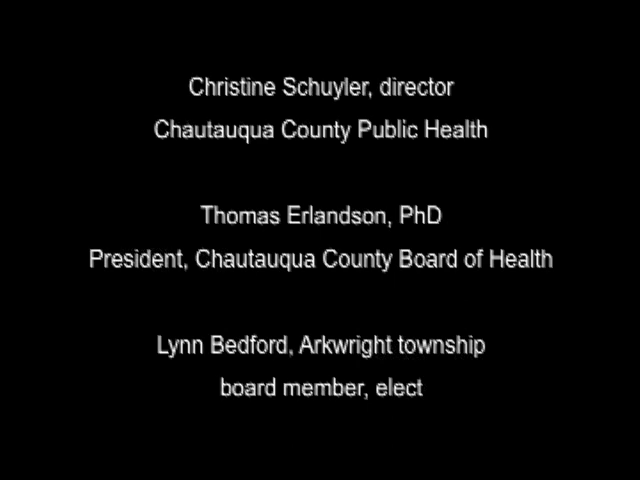 Christine Schuyler, director
Chautauqua County Public Health
Thomas Erlandson, PhD
President, Chautauqua County Board of Health
Lynn Bedford, Arkwright township
board member, elect